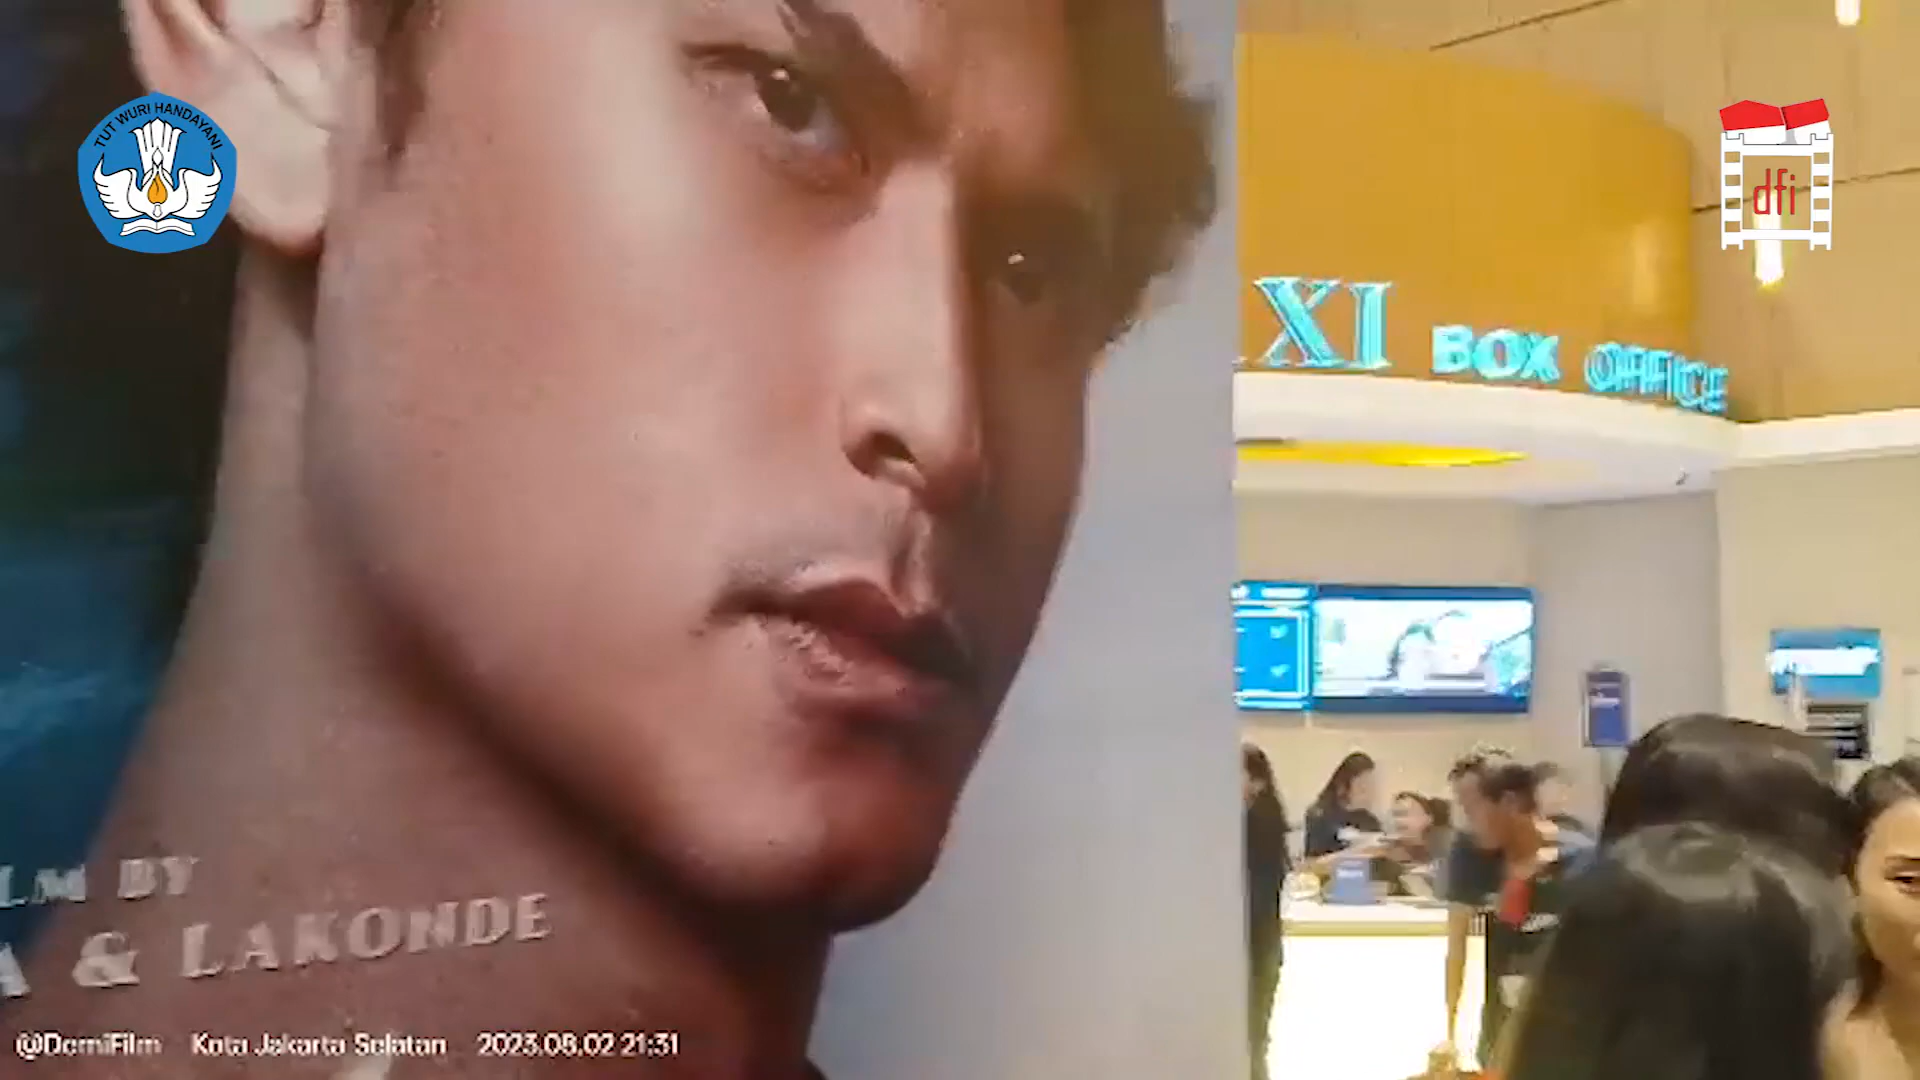 TUT WURI HANDAYANI
dfi
XI BOX OFFICE
LM BY
A & LAKONDE
@DemiFilm Kota Jakarta Selatan 2023.08.02 21:31